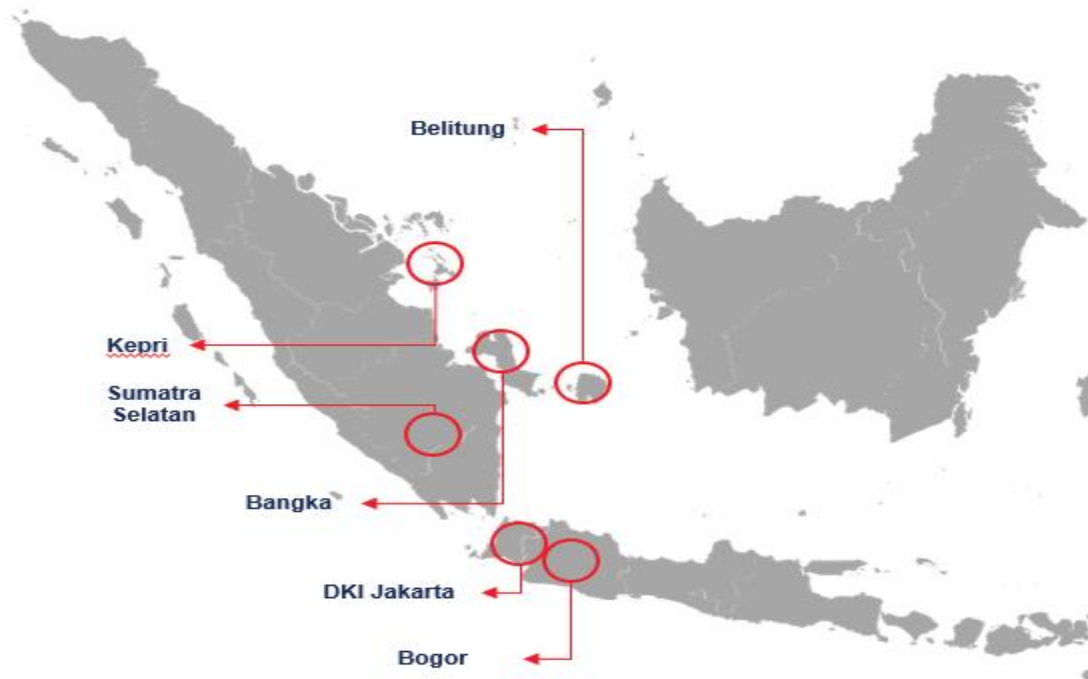 Belitung
Kepri
Sumatra
Selatan
Bangka
DKI Jakarta
Bogor